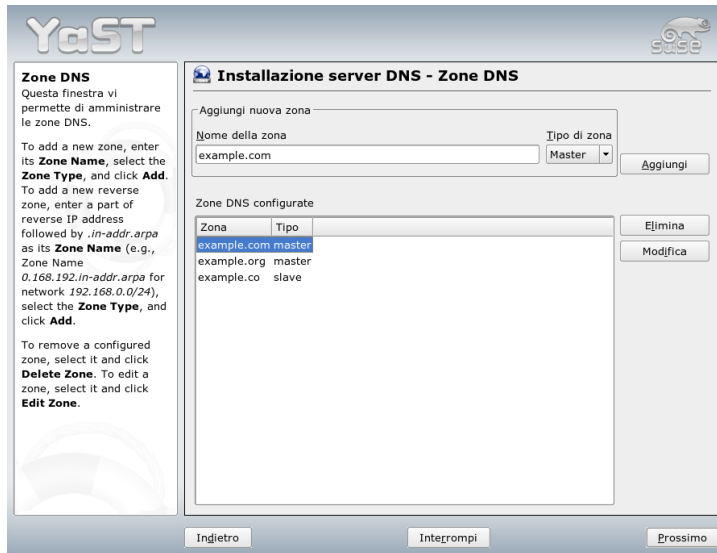 YaST
SUSE
Zone DNS
Questa finestra vi
permette di amministrare
le zone DNS.
To add a new zone, enter
its Zone Name, select the
Zone Type, and click Add.
To add a new reverse
zone, enter a part of
reverse IP address
followed by .in-addr.arpa
as its Zone Name (e.g.,
Zone Name
0.168.192.in-addr.arpa for
network 192.168.0.0/24),
select the Zone Type, and
click Add.
To remove a configured
zone, select it and click
Delete Zone. To edit a
zone, select it and click
Edit Zone.
Installazione server DNS - Zone DNS
Aggiungi nuova zona
Nome della zona Tipo di zona
example.com Master
Aggiungi
Zone DNS configurate
Zona Tipo
example.com master
example.org master
example.co slave
Elimina
Modifica
Indietro Interrompi Prossimo